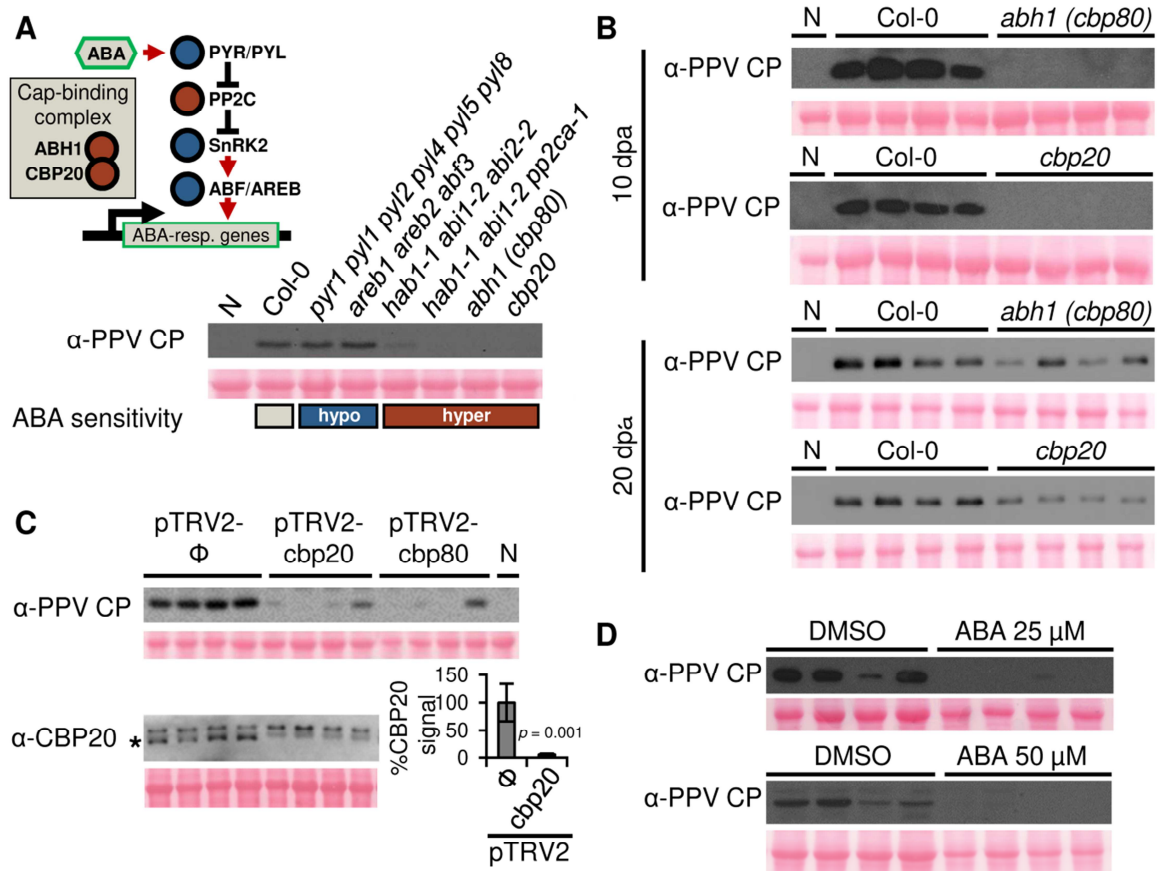 A
ABA
PYR/PYL
Cap-binding
complex
ABH1
CBP20
PP2C
SnRK2
ABF/AREB
ABA-resp. genes
N
Col-0
pyr1 pyl1 pyl2 pyl4 pyl5 pyl8
areb1 areb2 abf3
hab1-1 abi1-2 abi2-2
hab1-1 abi1-2 pp2ca-1
abh1 (cbp80)
cbp20
α-PPV CP
ABA sensitivity
hypo
hyper
B
N Col-0 abh1 (cbp80)
α-PPV CP
N Col-0 cbp20
α-PPV CP
10 dpa
N Col-0 abh1 (cbp80)
α-PPV CP
N Col-0 cbp20
α-PPV CP
20 dpa
C
pTRV2-
Φ
pTRV2-
cbp20
pTRV2-
cbp80
N
α-PPV CP
α-CBP20 *
%CBP20
signal
150
100
50
0
p = 0.001
Φ
cbp20
pTRV2
D
DMSO ABA 25 µM
α-PPV CP
DMSO ABA 50 µM
α-PPV CP